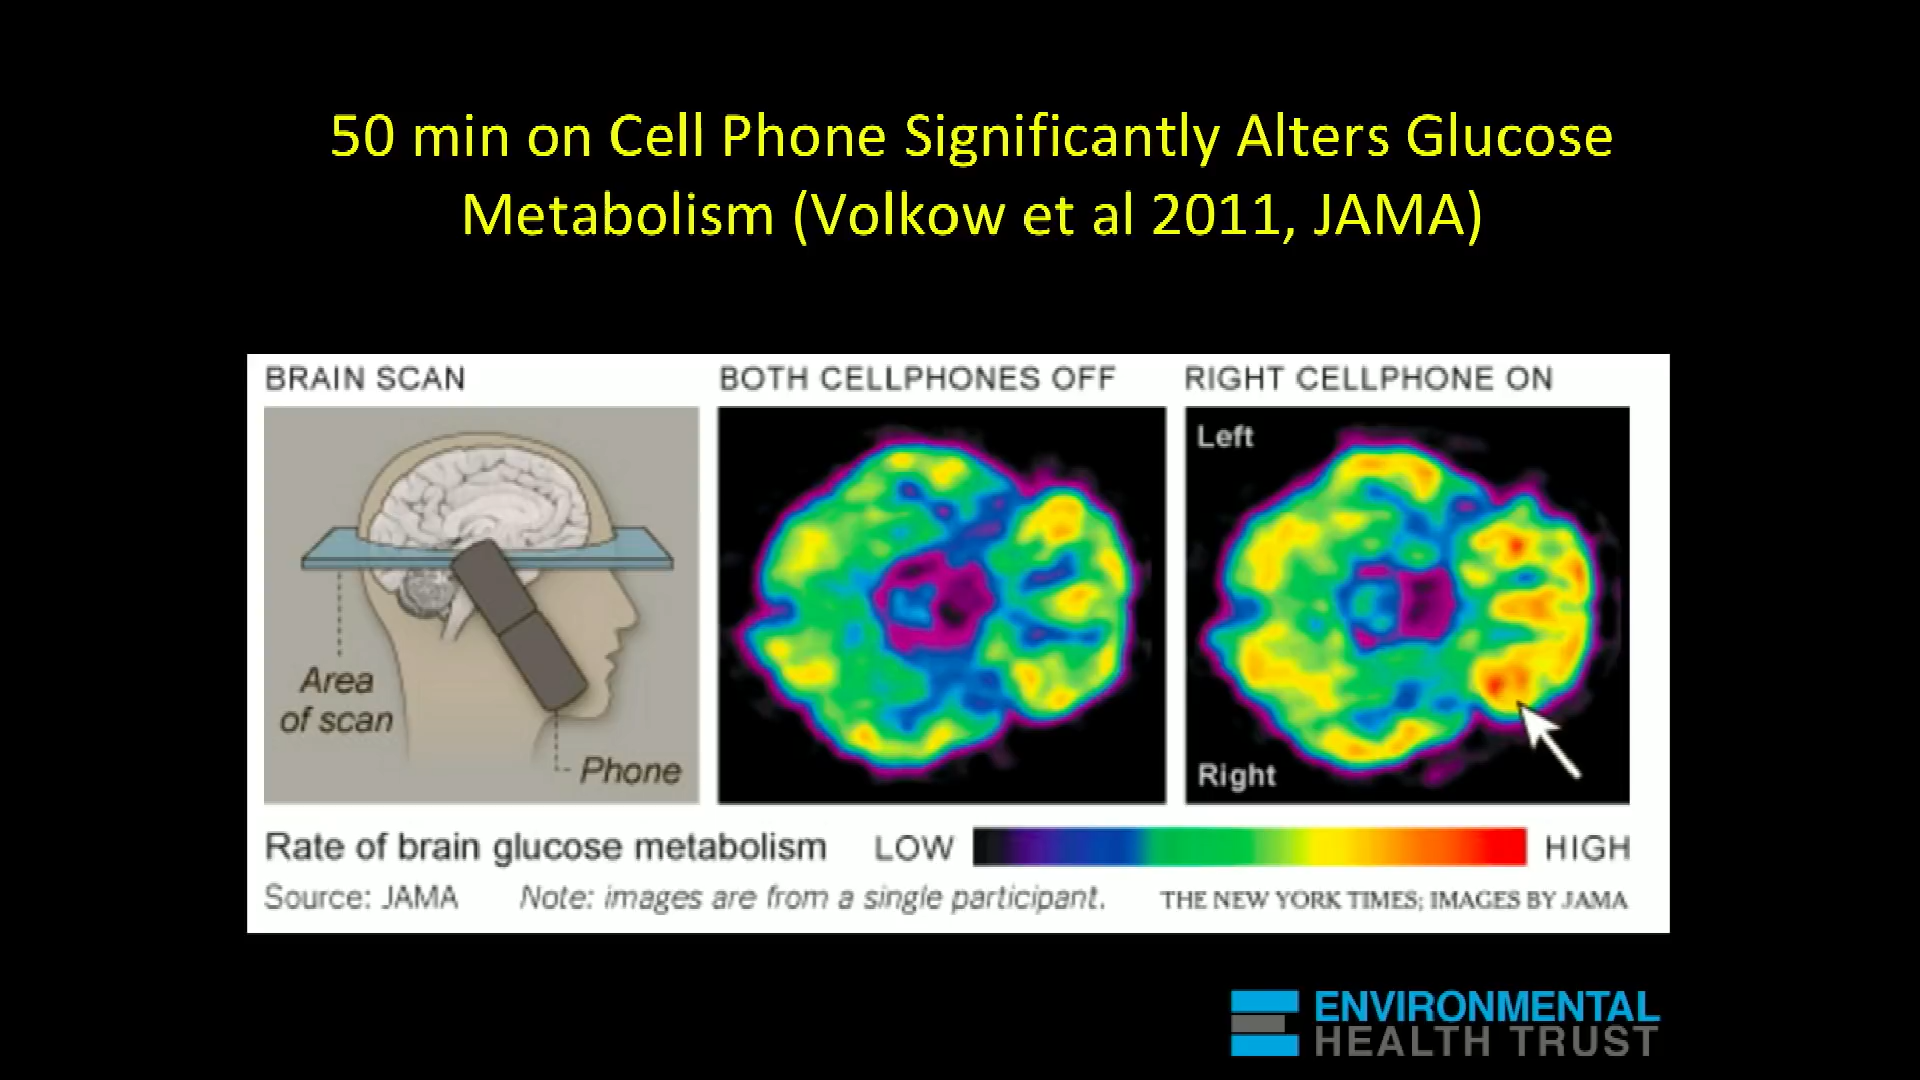 50 min on Cell Phone Significantly Alters Glucose
Metabolism (Volkow et al 2011, JAMA)
BRAIN SCAN
BOTH CELLPHONES OFF
RIGHT CELLPHONE ON
Left
Area
of scan
Phone
Right
Rate of brain glucose metabolism LOW HIGH
Source: JAMA Note: images are from a single participant. THE NEW YORK TIMES; IMAGES BY JAMA
ENVIRONMENTAL
HEALTH TRUST